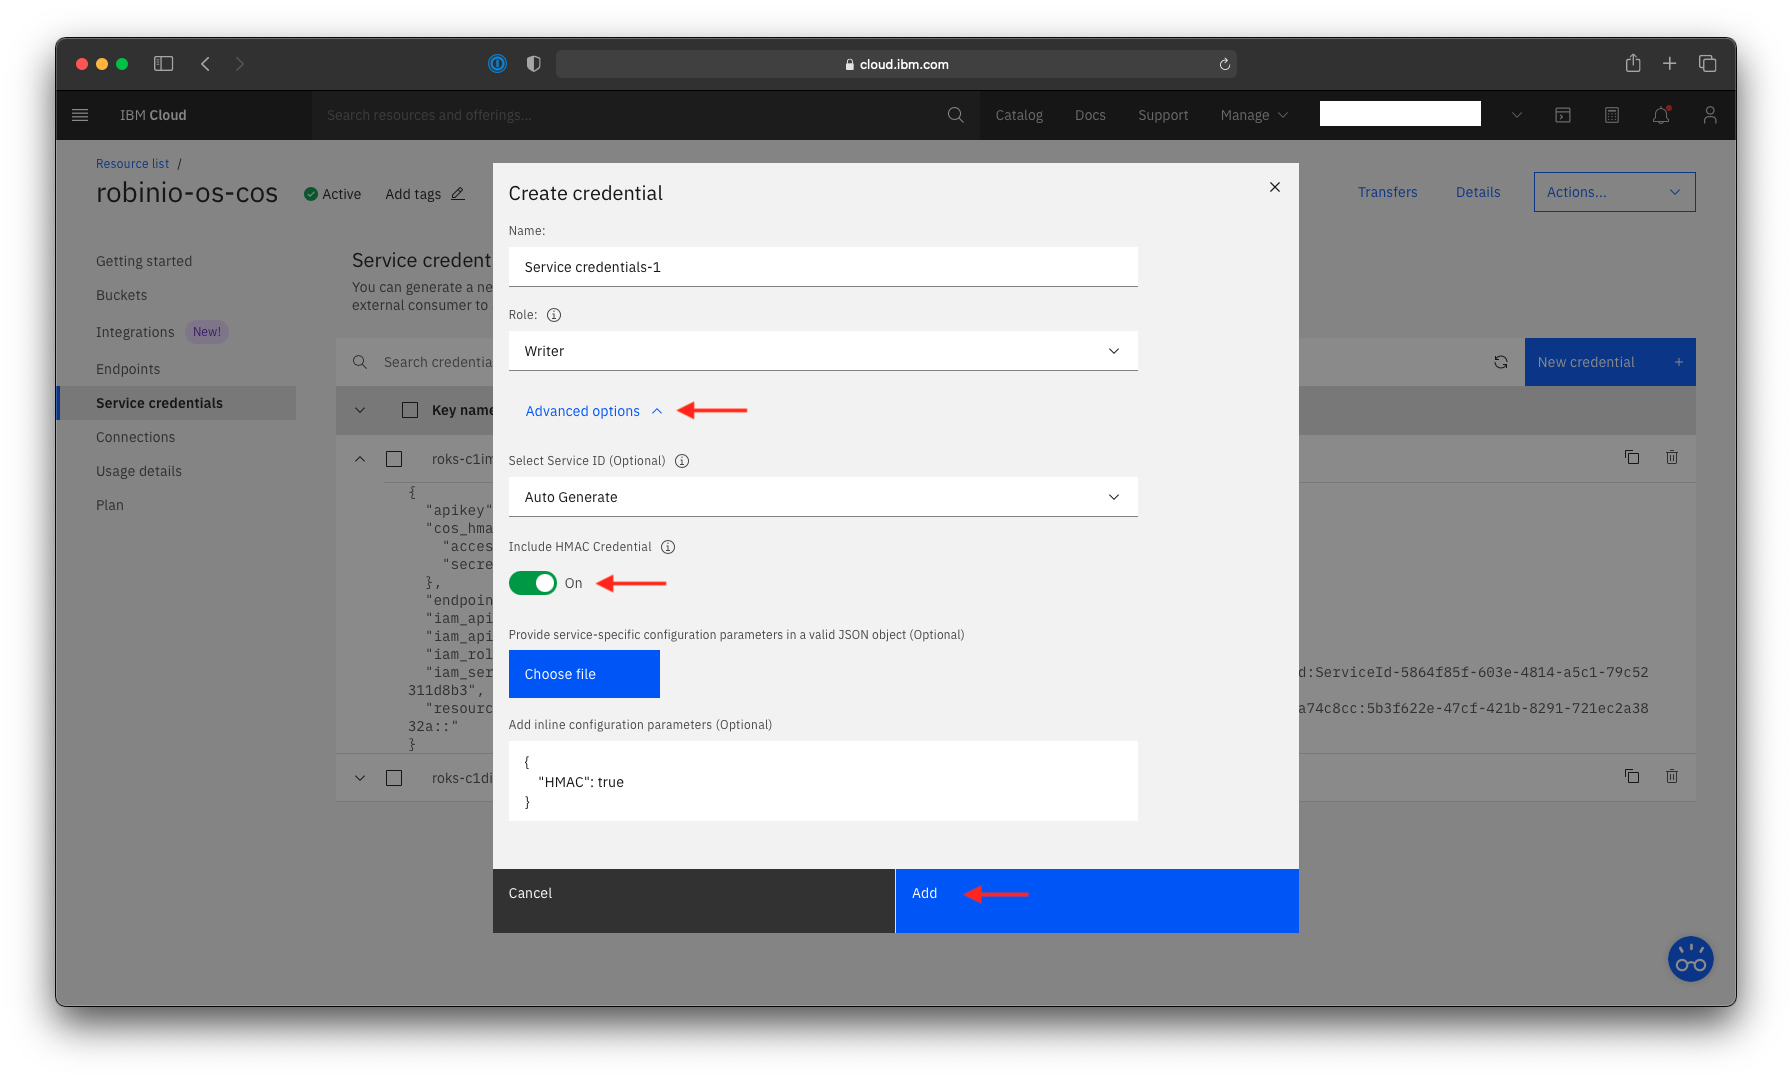 cloud.ibm.com
IBM Cloud
Search resources and offerings...
Catalog
Docs
Support
Manage
Resource list /
robinio-os-cos
Active
Add tags
Transfers
Details
Actions...
Getting started
Buckets
Integrations New!
Endpoints
Service credentials
Connections
Usage details
Plan
Service credent
You can generate a ne
external consumer to
Search credentia
New credential +
Key name
roks-c1im
{
"apikey"
"cos_hma
"acces
"secre
},
"endpoin
"iam_api
"iam_api
"iam_rol
"iam_ser
d:ServiceId-5864f85f-603e-4814-a5c1-79c52
311d8b3",
"resourc
a74c8cc:5b3f622e-47cf-421b-8291-721ec2a38
32a::"
}
roks-c1di
Create credential
Name:
Service credentials-1
Role:
Writer
Advanced options
Select Service ID (Optional)
Auto Generate
Include HMAC Credential
On
Provide service-specific configuration parameters in a valid JSON object (Optional)
Choose file
Add inline configuration parameters (Optional)
{
"HMAC": true
}
Cancel
Add